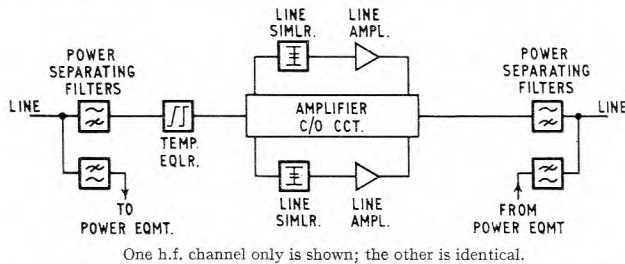 LINE SIMLR.
LINE AMPL.
POWER SEPARATING FILTERS
POWER SEPARATING FILTERS
LINE
LINE
AMPLIFIER C/O CCT.
TEMP. EQLR.
LINE SIMLR.
LINE AMPL.
TO POWER EQMT.
FROM POWER EQMT
One h.f. channel only is shown; the other is identical.